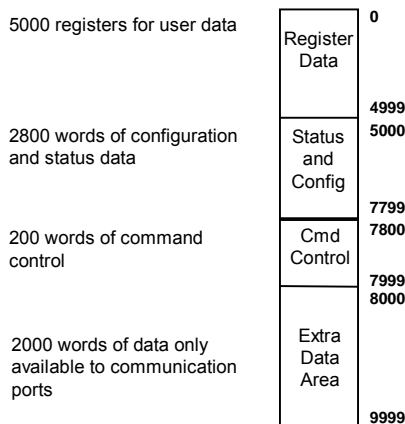 5000 registers for user data
Register
Data
0
4999
2800 words of configuration
and status data
Status
and
Config
5000
7799
200 words of command
control
Cmd
Control
7800
7999
2000 words of data only
available to communication
ports
Extra
Data
Area
8000
9999